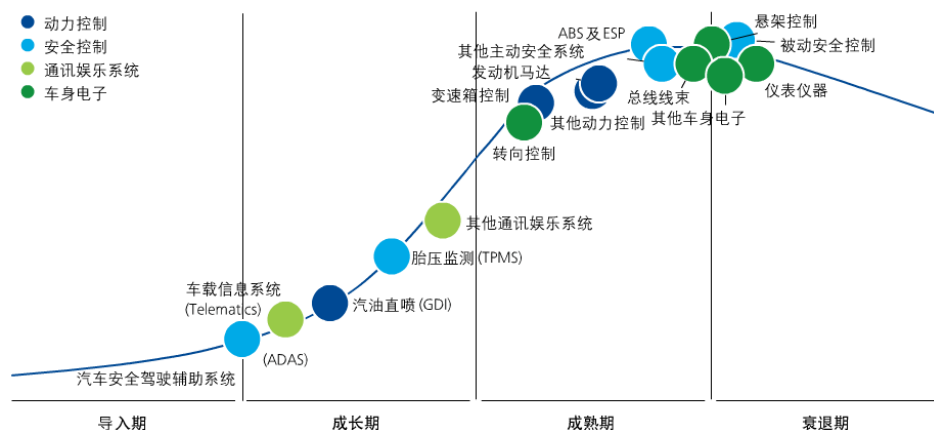 动力控制
安全控制
通讯娱乐系统
车身电子
ABS 及 ESP
悬架控制
其他主动安全系统
被动安全控制
发动机马达
变速箱控制
总线线束
仪表仪器
其他动力控制
其他车身电子
转向控制
其他通讯娱乐系统
胎压监测 (TPMS)
车载信息系统
(Telematics)
汽油直喷 (GDI)
(ADAS)
汽车安全驾驶辅助系统
导入期
成长期
成熟期
衰退期